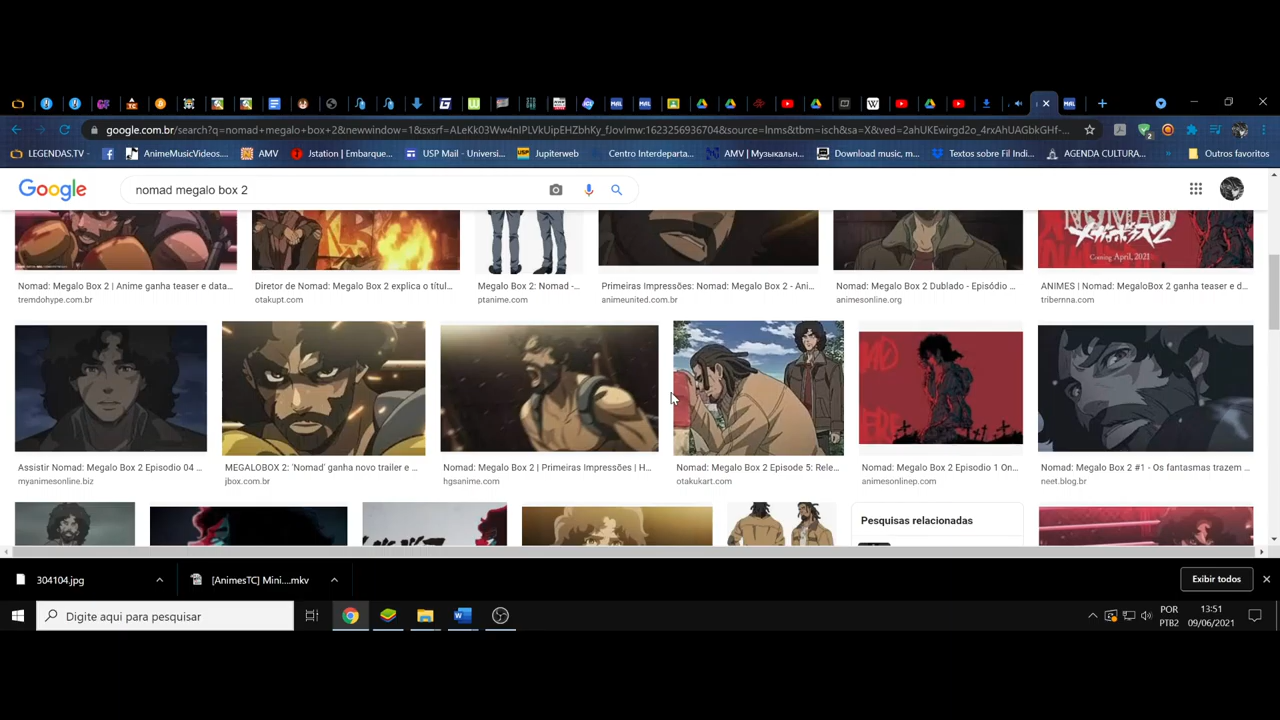 google.com.br/search?q=nomad+megalo+box+2&newwindow=1&sxsrf=ALeKk03Ww4nIPLVkUipEHZbhKy_fJovImw:1623256936704&source=lnms&tbm=isch&sa=X&ved=2ahUKEwirgd2o_4rxAhUAGbkGHf-...
LEGENDAS.TV
AnimeMusicVideos....
AMV
Jstation | Embarque...
USP Mail - Universi...
Jupiterweb
Centro Interdeparta...
AMV | Музыкальн...
Download music, m...
Textos sobre Fil Indi...
AGENDA CULTURA...
Outros favoritos
Google
nomad megalo box 2
Coming April, 2021
Nomad: Megalo Box 2 | Anime ganha teaser e data...
Diretor de Nomad: Megalo Box 2 explica o títul...
Megalo Box 2: Nomad -...
Primeiras Impressões: Nomad: Megalo Box 2 - Ani...
Nomad: Megalo Box 2 Dublado - Episódio ...
ANIMES | Nomad: MegaloBox 2 ganha teaser e d...
tremdohype.com.br
otakupt.com
ptanime.com
animeunited.com.br
animesonline.org
tribernna.com
Assistir Nomad: Megalo Box 2 Episodio 04 ...
MEGALOBOX 2: 'Nomad' ganha novo trailer e ...
Nomad: Megalo Box 2 | Primeiras Impressões | H...
Nomad: Megalo Box 2 Episode 5: Rele...
Nomad: Megalo Box 2 Episodio 1 On...
Nomad: Megalo Box 2 #1 - Os fantasmas trazem ...
myanimesonline.biz
jbox.com.br
hgsanime.com
otakukart.com
animesonlinep.com
neet.blog.br
Pesquisas relacionadas
304104.jpg
[AnimesTC] Mini....mkv
Exibir todos
Digite aqui para pesquisar
POR
PTB2
13:51
09/06/2021